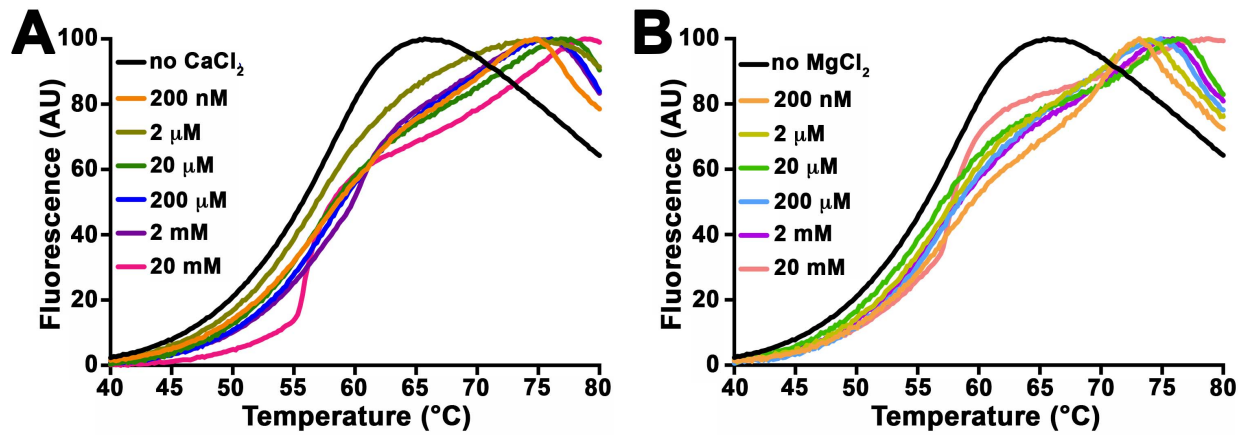 A
B
Fluorescence (AU)
100
80
60
40
20
0
no CaCl2
200 nM
2 μM
20 μM
200 μM
2 mM
20 mM
40 45 50 55 60 65 70 75 80
Temperature (°C)
Fluorescence (AU)
100
80
60
40
20
0
no MgCl2
200 nM
2 μM
20 μM
200 μM
2 mM
20 mM
40 45 50 55 60 65 70 75 80
Temperature (°C)